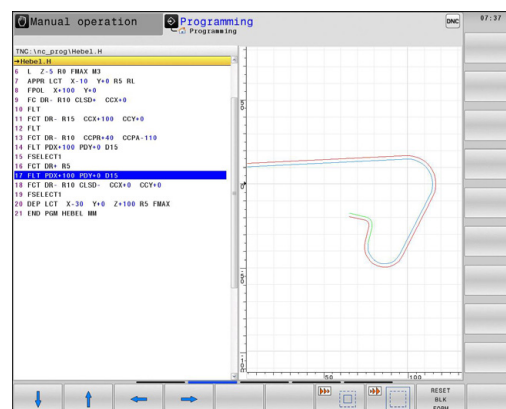 Manual operation
Programming
Programming
DNC
07:37
TNC:\nc_prog\Hebel.H
→Hebel.H
6 L Z-5 R0 FMAX M3
7 APPR LCT X-10 Y+0 R5 RL
8 FPOL X+100 Y+0
9 FC DR- R10 CLSD+ CCX+0
10 FLT
11 FCT DR- R15 CCX+100 CCY+0
12 FLT
13 FCT DR- R10 CCPR+40 CCPA-110
14 FLT PDX+100 PDY+0 D15
15 FSELECT1
16 FCT DR+ R5
17 FLT PDX+100 PDY+0 D15
18 FCT DR- R10 CLSD- CCX+0 CCY+0
19 FSELECT1
20 DEP LCT X-30 Y+0 Z+100 R5 FMAX
21 END PGM HEBEL MM
0
50
100
RESET
BLK
FORM